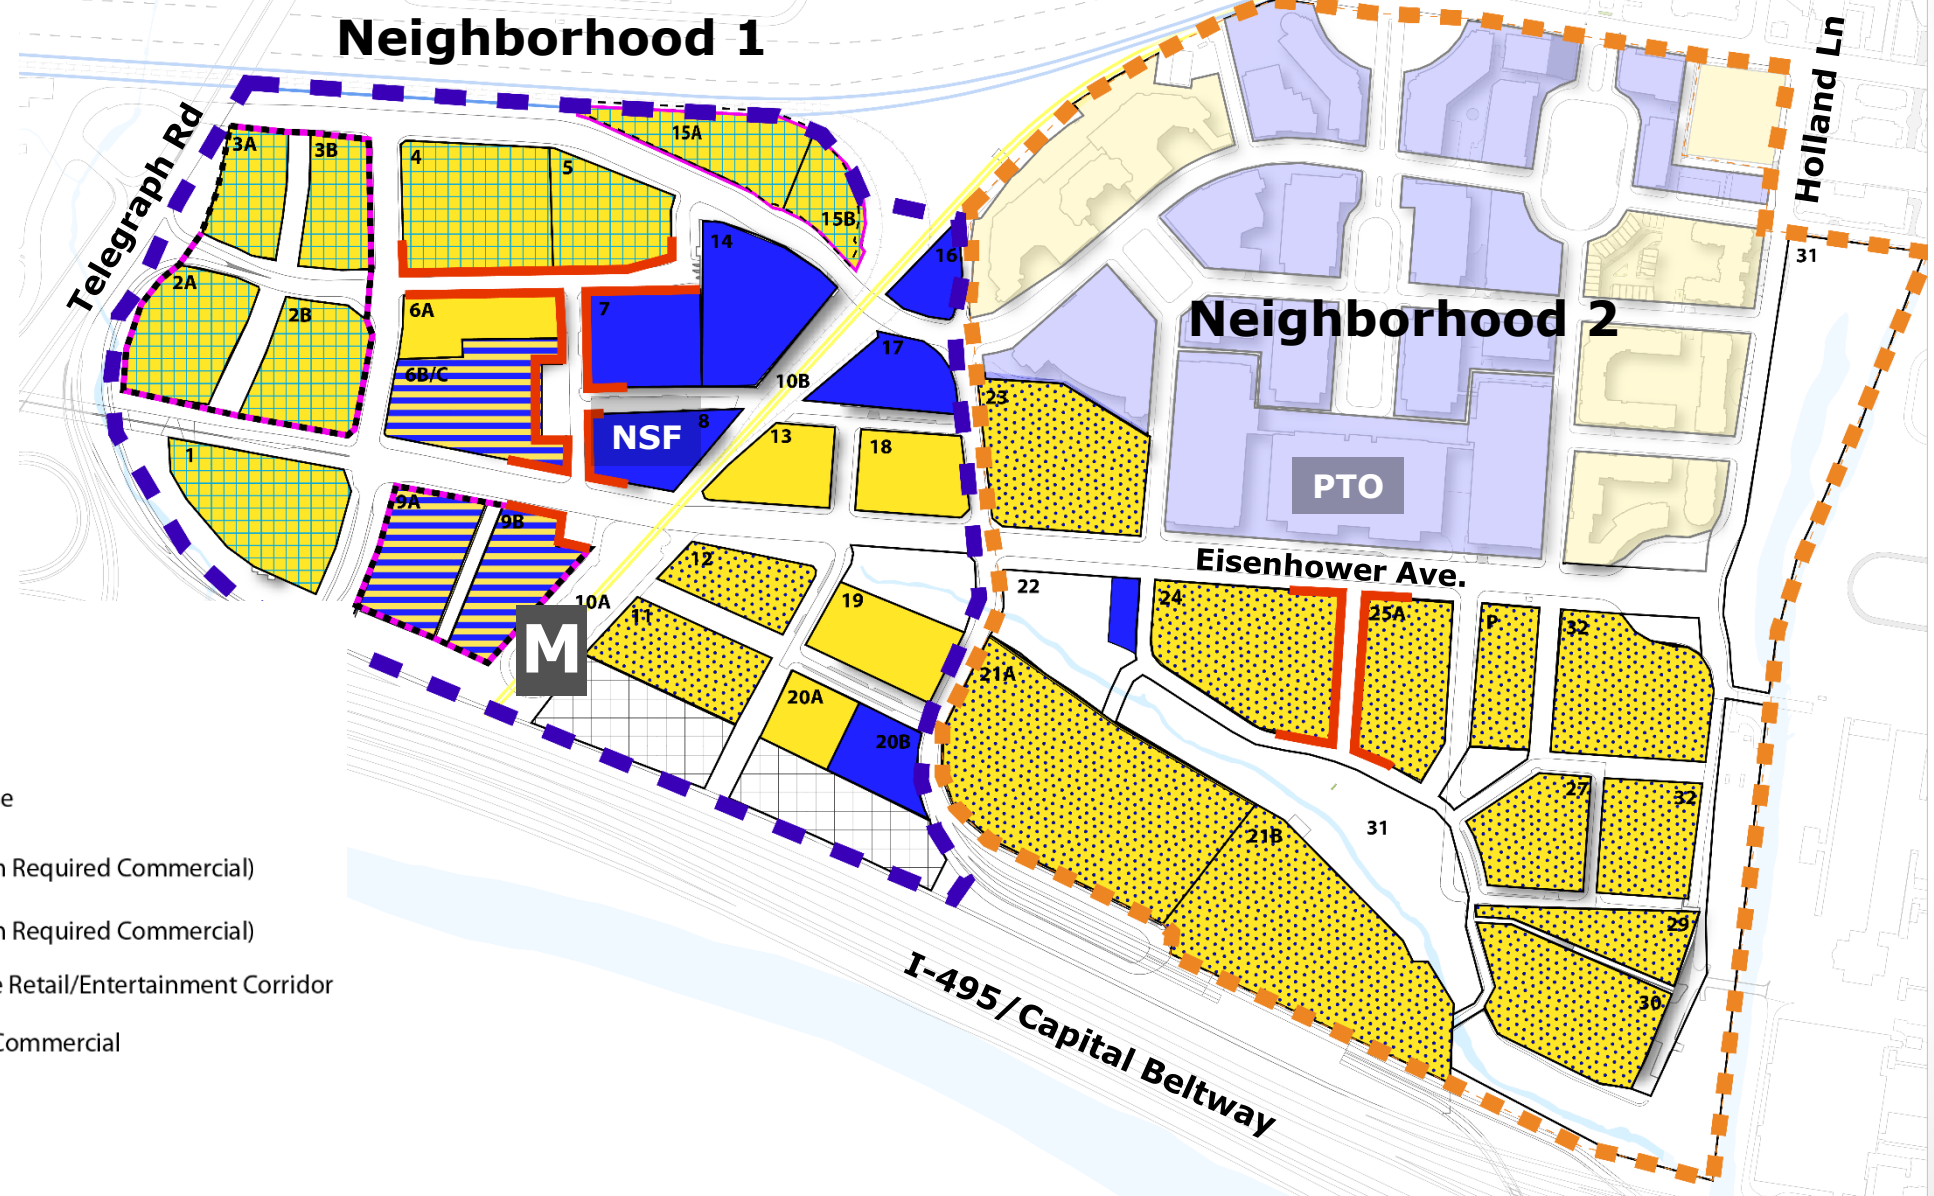 Neighborhood 1
Holland Ln
Telegraph Rd
15A
3A
3B
4
5
15B
14
16
31
2A
2B
6A
7
Neighborhood 2
17
6B/C
10B
23
8
NSF
13
18
1
PTO
9A
9B
12
Eisenhower Ave.
22
10A
19
24
25A
P
32
11
M
21A
20A
20B
27
32
31
21B
29
30
I-495/Capital Beltway
e
n Required Commercial)
n Required Commercial)
e Retail/Entertainment Corridor
Commercial